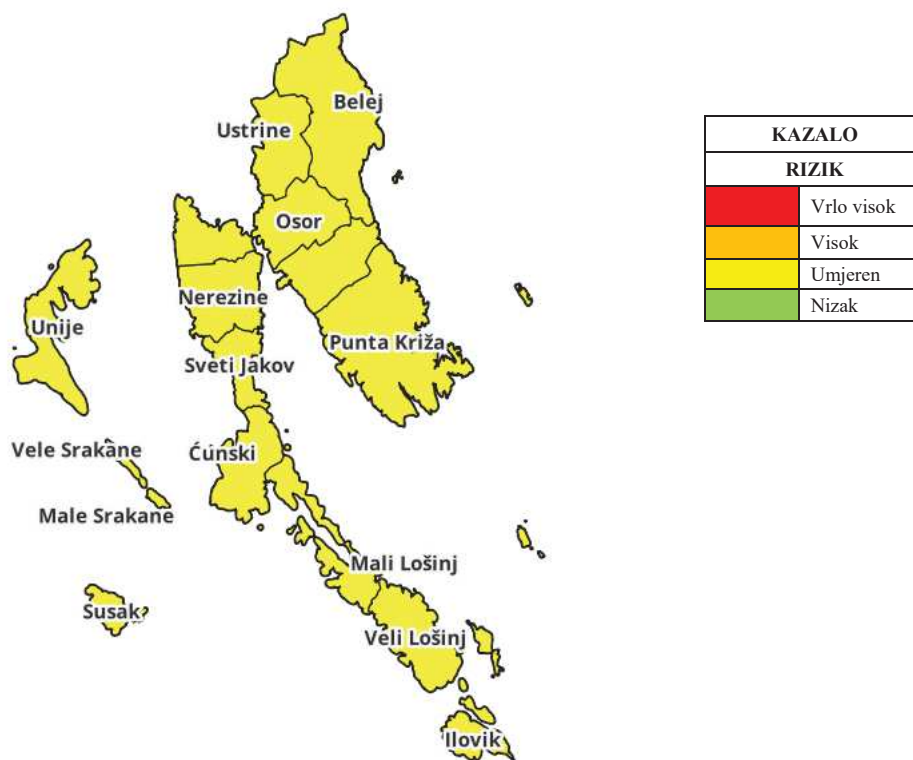 Belej
Ustrine
Osor
Nerezine
Unije
Punta Križa
Sveti Jakov
Vele Srakane
Ćunski
Male Srakane
Mali Lošinj
Susak
Veli Lošinj
Ilovik
KAZALO
RIZIK
Vrlo visok
Visok
Umjeren
Nizak